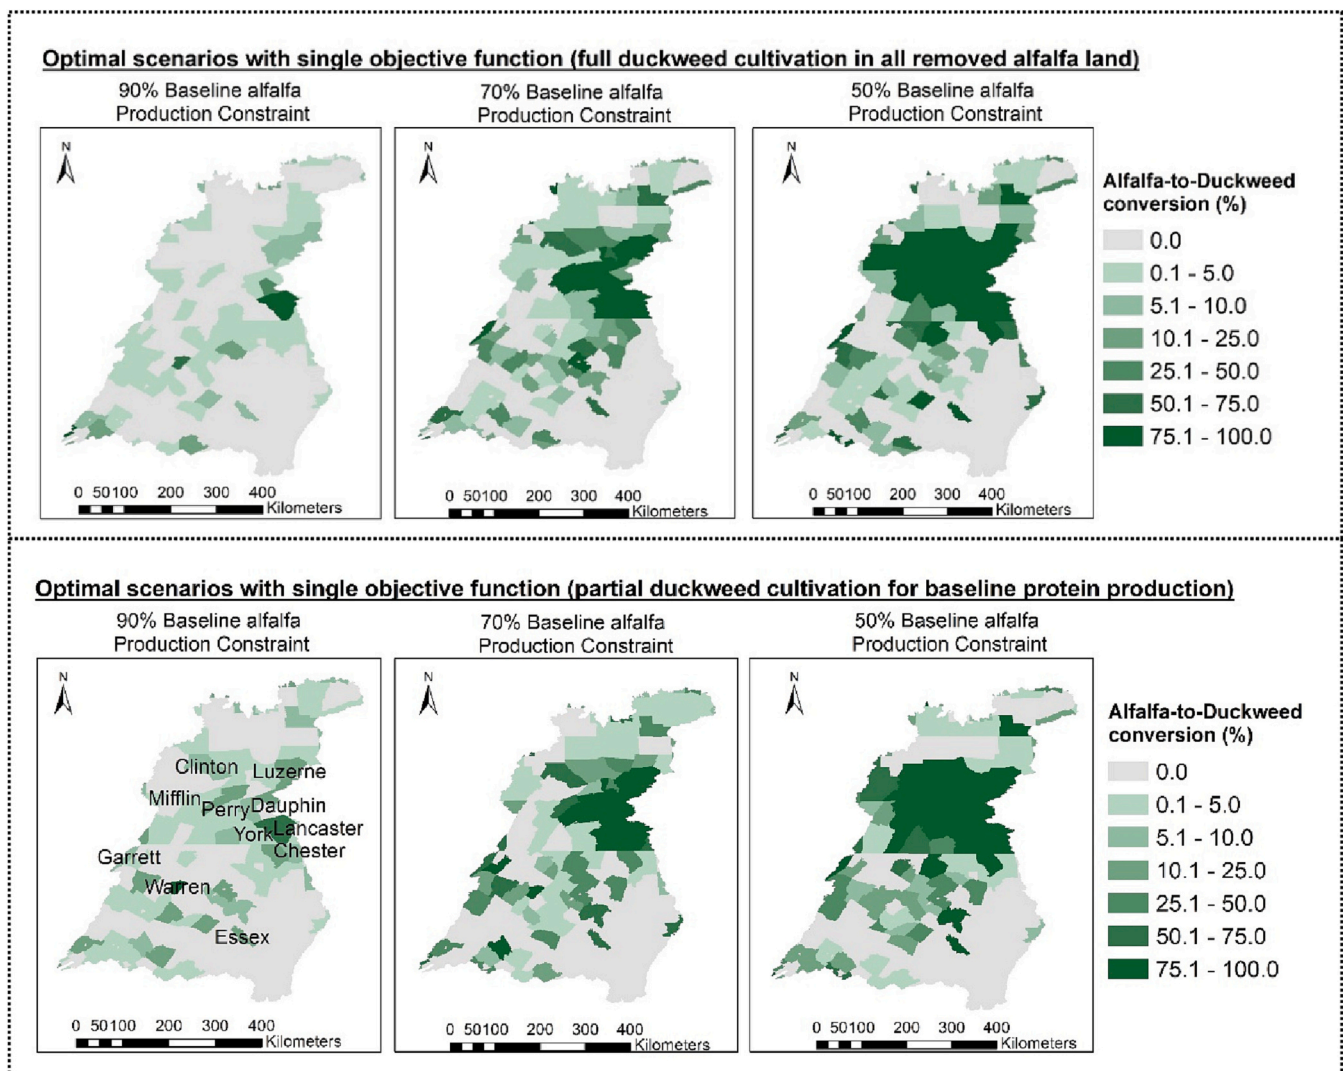 Optimal scenarios with single objective function (full duckweed cultivation in all removed alfalfa land)
90% Baseline alfalfa
Production Constraint
70% Baseline alfalfa
Production Constraint
50% Baseline alfalfa
Production Constraint
N
N
N
Alfalfa-to-Duckweed
conversion (%)
0.0
0.1 - 5.0
5.1 - 10.0
10.1 - 25.0
25.1 - 50.0
50.1 - 75.0
75.1 - 100.0
0 50100 200 300 400
Kilometers
0 50100 200 300 400
Kilometers
0 50100 200 300 400
Kilometers
Optimal scenarios with single objective function (partial duckweed cultivation for baseline protein production)
90% Baseline alfalfa
Production Constraint
70% Baseline alfalfa
Production Constraint
50% Baseline alfalfa
Production Constraint
N
N
N
Clinton
Luzerne
Mifflin
Perry
Dauphin
York
Lancaster
Chester
Garrett
Warren
Essex
Alfalfa-to-Duckweed
conversion (%)
0.0
0.1 - 5.0
5.1 - 10.0
10.1 - 25.0
25.1 - 50.0
50.1 - 75.0
75.1 - 100.0
0 50100 200 300 400
Kilometers
0 50100 200 300 400
Kilometers
0 50100 200 300 400
Kilometers